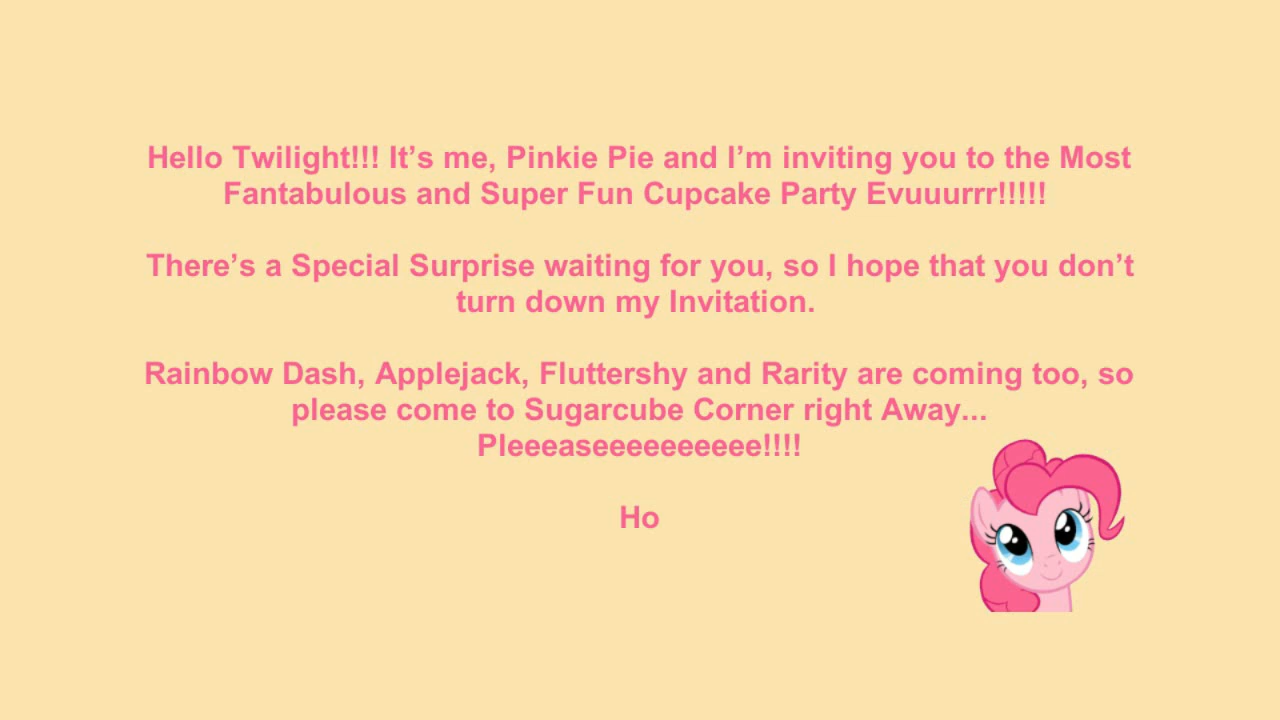 Hello Twilight!!! It’s me, Pinkie Pie and I’m inviting you to the Most
Fantabulous and Super Fun Cupcake Party Evuuurrr!!!!!
There’s a Special Surprise waiting for you, so I hope that you don’t
turn down my Invitation.
Rainbow Dash, Applejack, Fluttershy and Rarity are coming too, so
please come to Sugarcube Corner right Away...
Pleeeaseeeeeeeeee!!!!
Ho